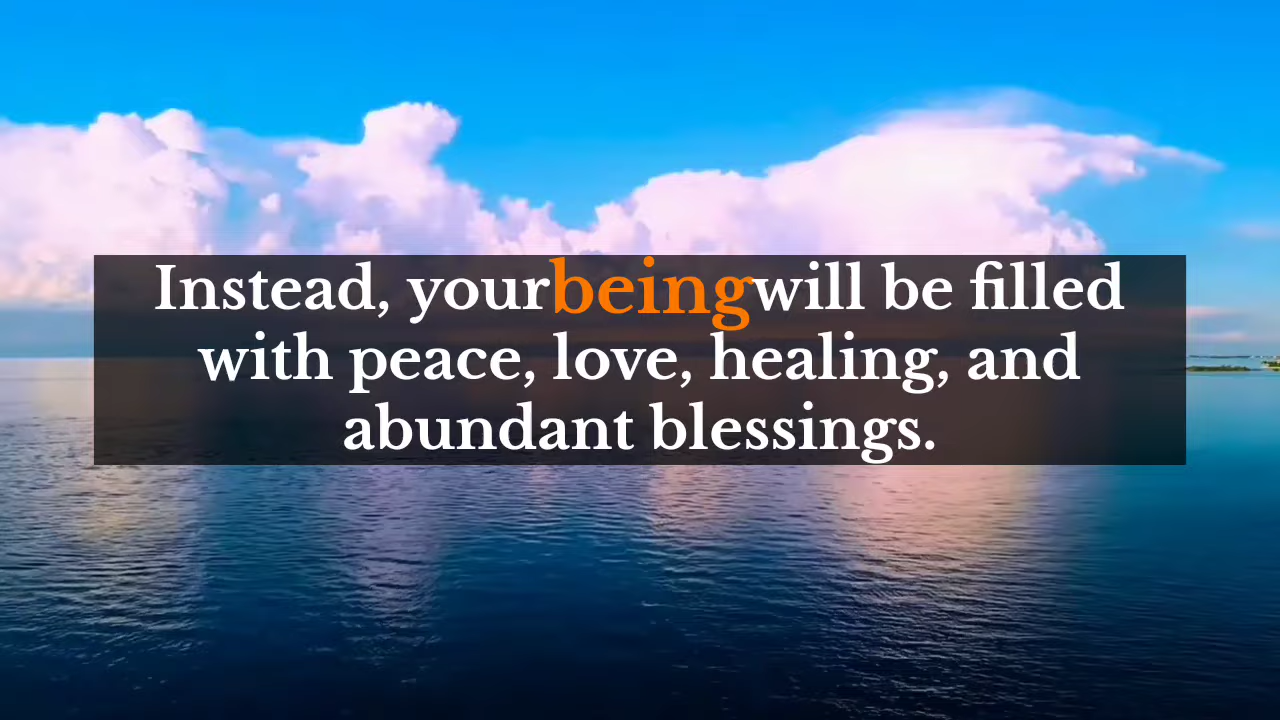 Instead, your being will be filled
with peace, love, healing, and
abundant blessings.